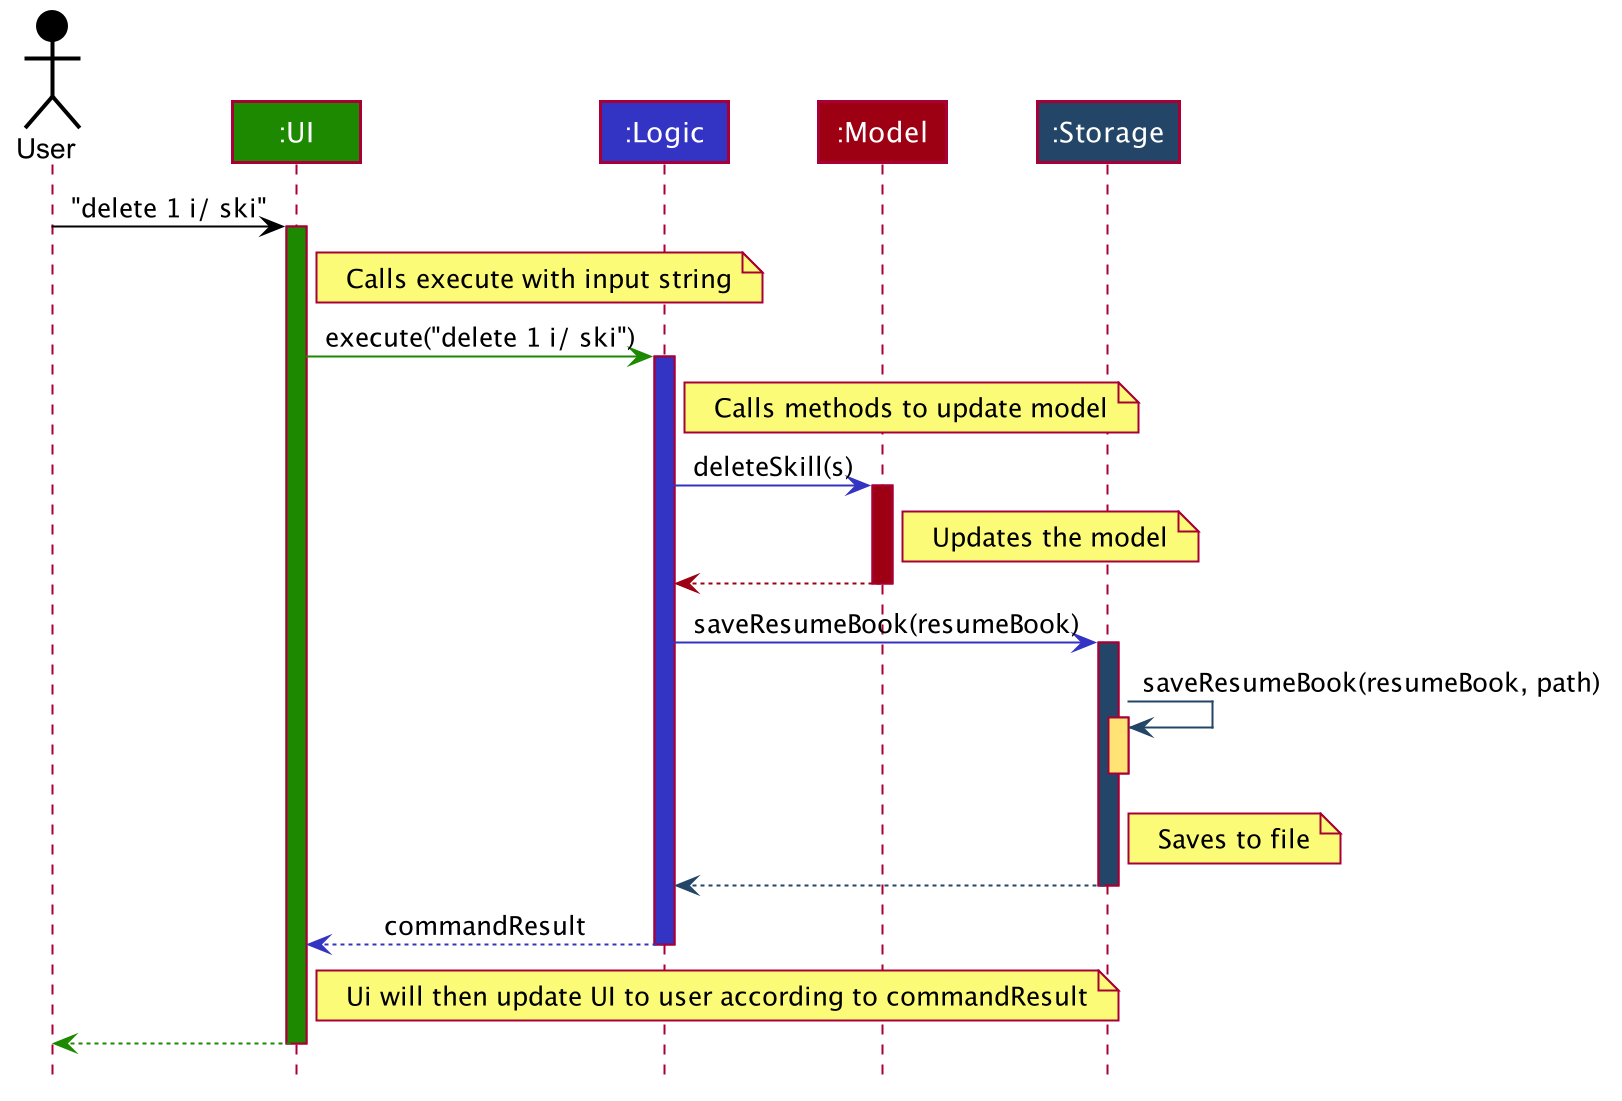 User
:UI
:Logic
:Model
:Storage
"delete 1 i/ ski"
Calls execute with input string
execute("delete 1 i/ ski")
Calls methods to update model
deleteSkill(s)
Updates the model
saveResumeBook(resumeBook)
saveResumeBook(resumeBook, path)
Saves to file
commandResult
Ui will then update UI to user according to commandResult